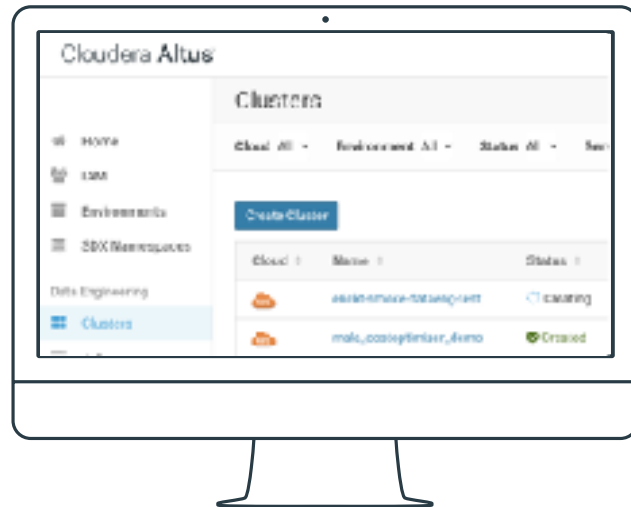 Cloudera Altus
Clusters
Home
Cloud All
Environment All
Status All
IAM
Environments
Create Cluster
SDX Namespaces
Cloud
Name
Status
Data Engineering
Creating
Clusters
Created